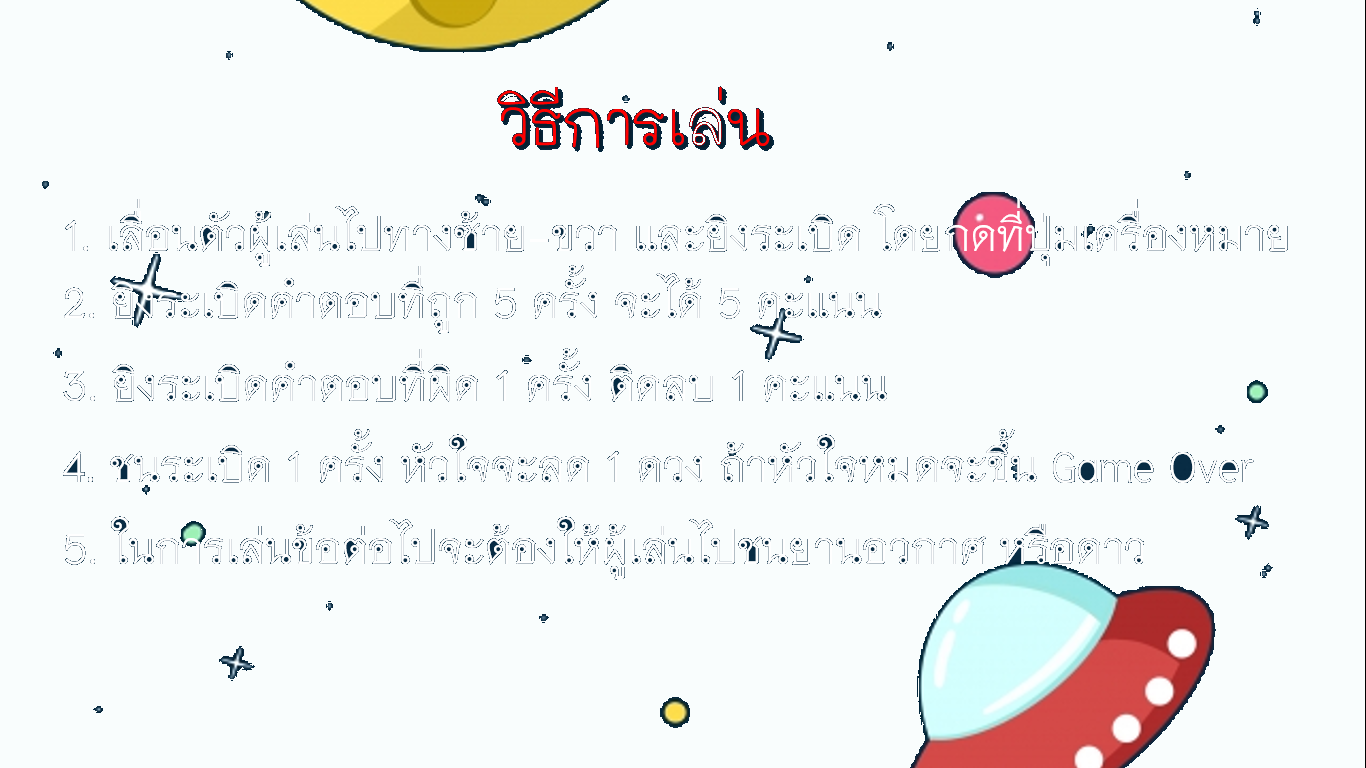 วิธีการเล่น
1. เลื่อนตัวผู้เล่นไปทางซ้าย ขวา และยิงระเบิด โดยกดที่ปุ่มเครื่องหมาย
2. ยิงระเบิดคำตอบที่ถูก 5 ครั้ง จะได้ 5 คะแนน
3. ยิงระเบิดคำตอบที่ผิด 1 ครั้ง ติดลบ 1 คะแนน
4. ชนระเบิด 1 ครั้ง หัวใจจะลด 1 ดวง ถ้าหัวใจหมดจะขึ้น Game Over
5. ในการเล่นข้อต่อไปจะต้องให้ผู้เล่นไปชนยานอวกาศ หรือดาว